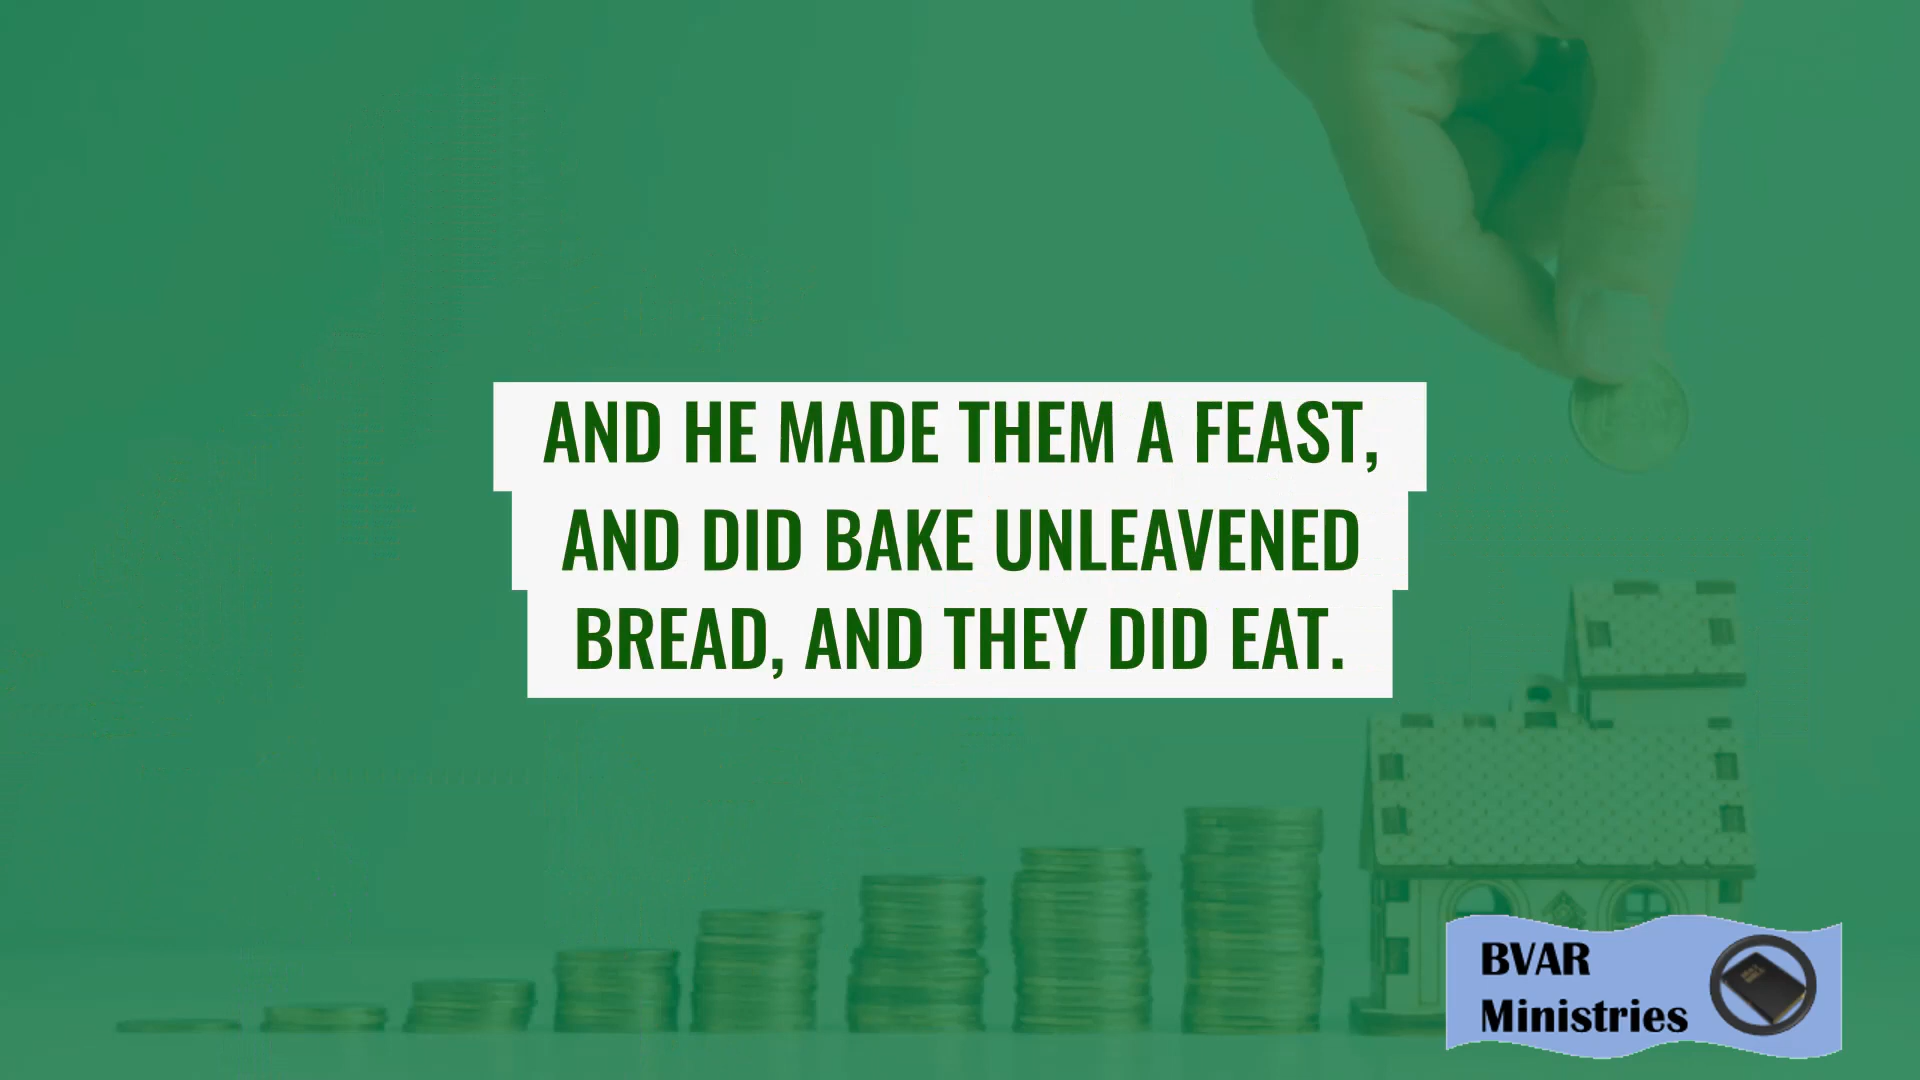 AND HE MADE THEM A FEAST,
AND DID BAKE UNLEAVENED
BREAD, AND THEY DID EAT.
BVAR
Ministries